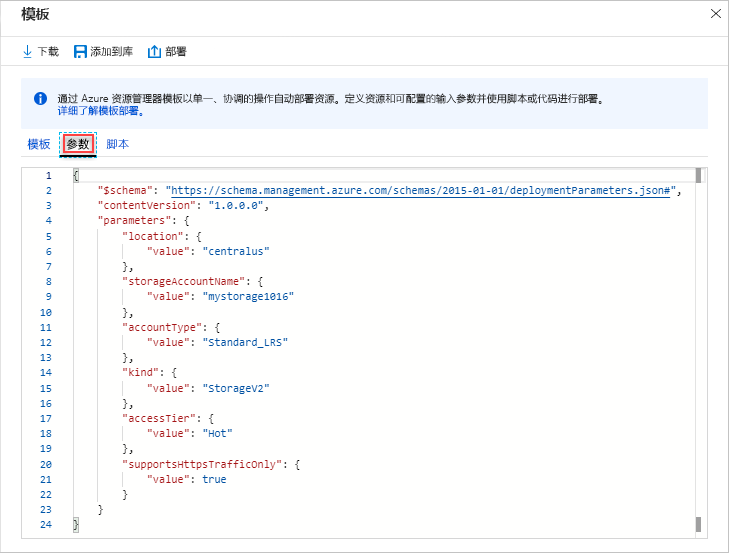 模板
下载 添加到库 部署
通过 Azure 资源管理器模板以单一、协调的操作自动部署资源。定义资源和可配置的输入参数并使用脚本或代码进行部署。
详细了解模板部署。
模板 参数 脚本
1 {
2     "$schema": "https://schema.management.azure.com/schemas/2015-01-01/deploymentParameters.json#",
3     "contentVersion": "1.0.0.0",
4     "parameters": {
5         "location": {
6             "value": "centralus"
7         },
8         "storageAccountName": {
9             "value": "mystorage1016"
10         },
11         "accountType": {
12             "value": "Standard_LRS"
13         },
14         "kind": {
15             "value": "StorageV2"
16         },
17         "accessTier": {
18             "value": "Hot"
19         },
20         "supportsHttpsTrafficOnly": {
21             "value": true
22         }
23     }
24 }